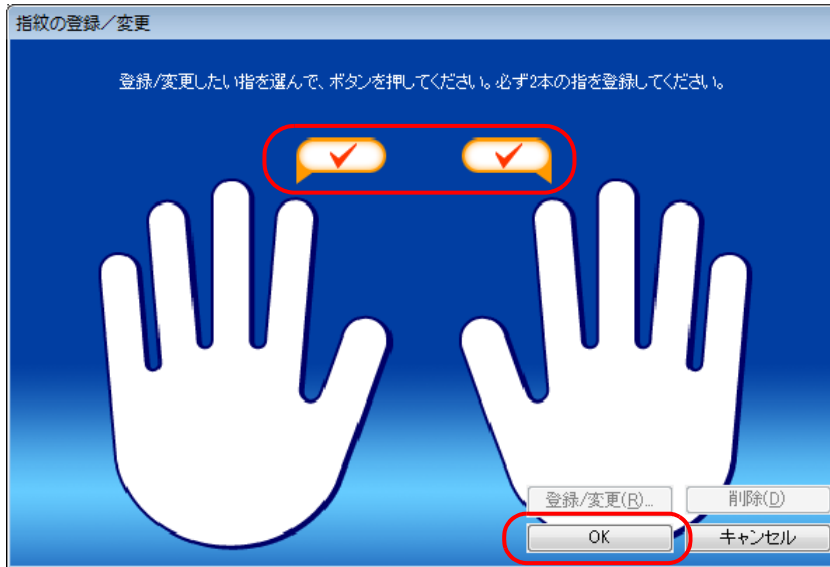 指紋の登録／変更
登録/変更したい指を選んで、ボタンを押してください。必ず2本の指を登録してください。
登録/変更(R)...
削除(D)
OK
キャンセル